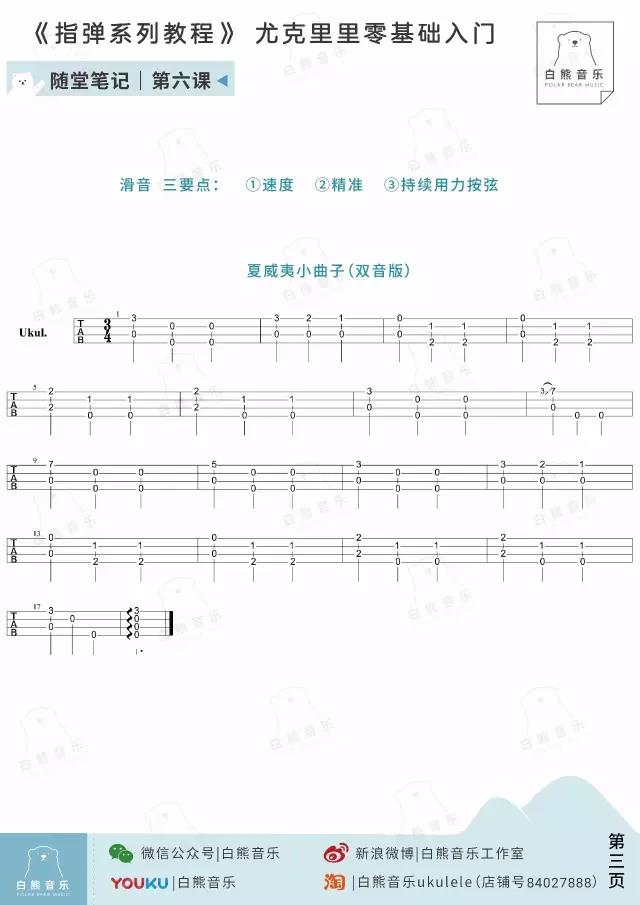 《指弹系列教程》 尤克里里零基础入门
白熊音乐
POLAR BEAR MUSIC
随堂笔记｜第六课
滑音 三要点： ①速度 ②精准 ③持续用力按弦
夏威夷小曲子（双音版）
Ukul.
TAB 3/4
1
3 0 0 3 2 1 0 1 1 0 1 1
0 0 0 0 0 0 0 2 2 0 2 2
5
TAB
2 1 1 2 1 1 3 0 0 3 7
2 0 0 2 0 0 0 0 0 0 0 0
9
TAB
7 0 0 5 0 0 3 0 0 3 2 1
0 0 0 0 0 0 0 0 0 0 0 0
13
TAB
0 1 1 0 1 1 2 1 1 2 1 1
0 2 2 0 2 2 2 0 0 2 0 0
17
TAB
3 0 3
0 0 0 0 0
白熊音乐
POLAR BEAR MUSIC
微信公众号|白熊音乐
新浪微博|白熊音乐工作室
YOUKU|白熊音乐
淘|白熊音乐ukulele（店铺号84027888）
第三页